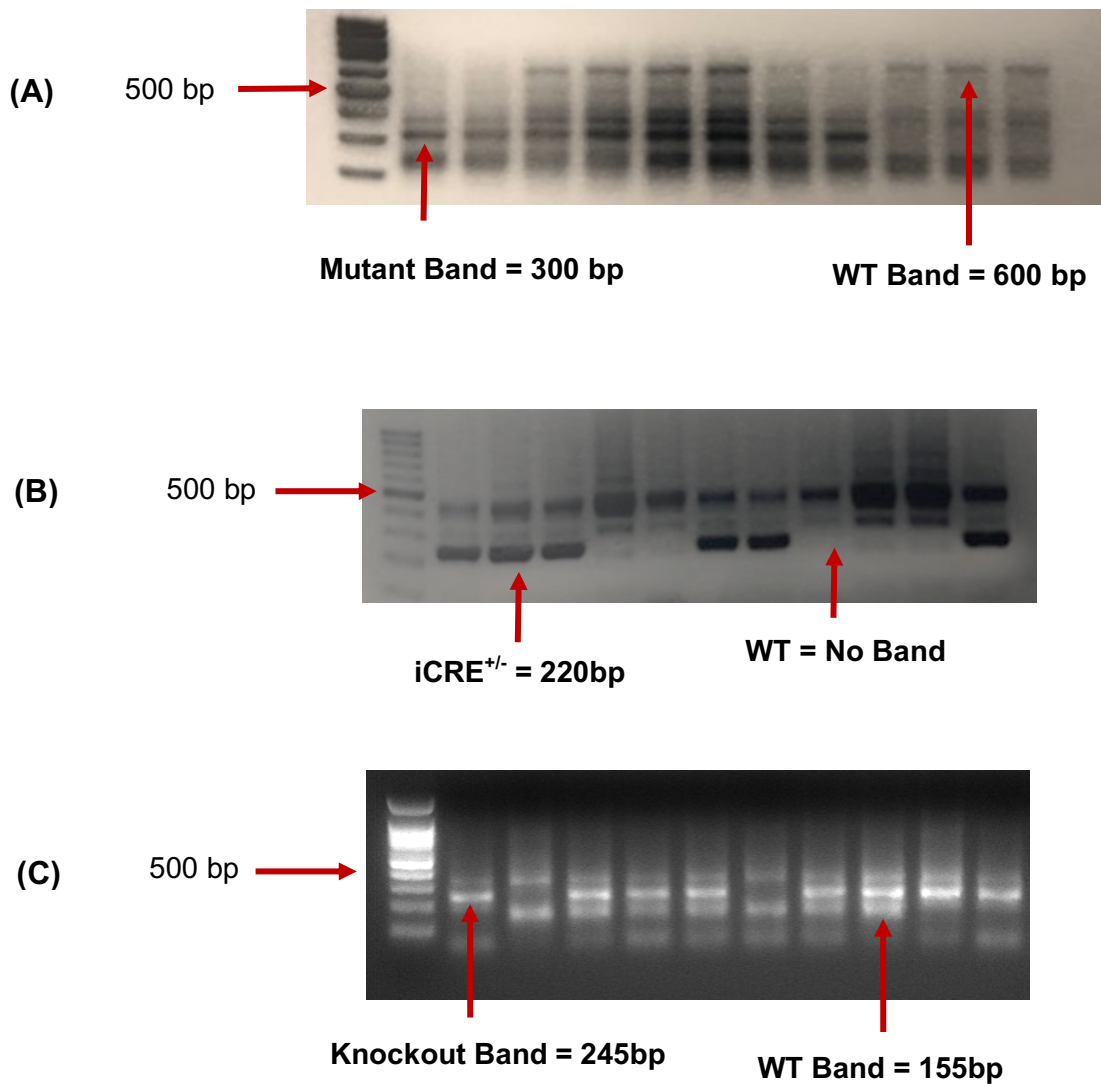 (A)
500 bp
Mutant Band = 300 bp
WT Band = 600 bp
(B)
500 bp
iCRE+/- = 220bp
WT = No Band
(C)
500 bp
Knockout Band = 245bp
WT Band = 155bp